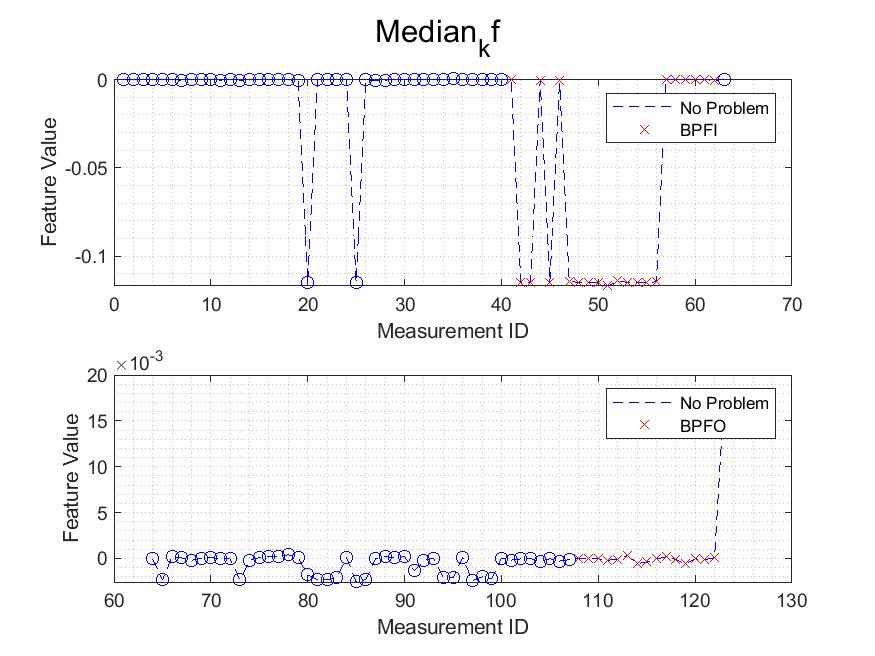 Median_k f
0
-0.05
-0.1
Feature Value
No Problem
BPFI
0 10 20 30 40 50 60 70
Measurement ID
×10^-3
20
15
10
5
0
Feature Value
No Problem
BPFO
60 70 80 90 100 110 120 130
Measurement ID